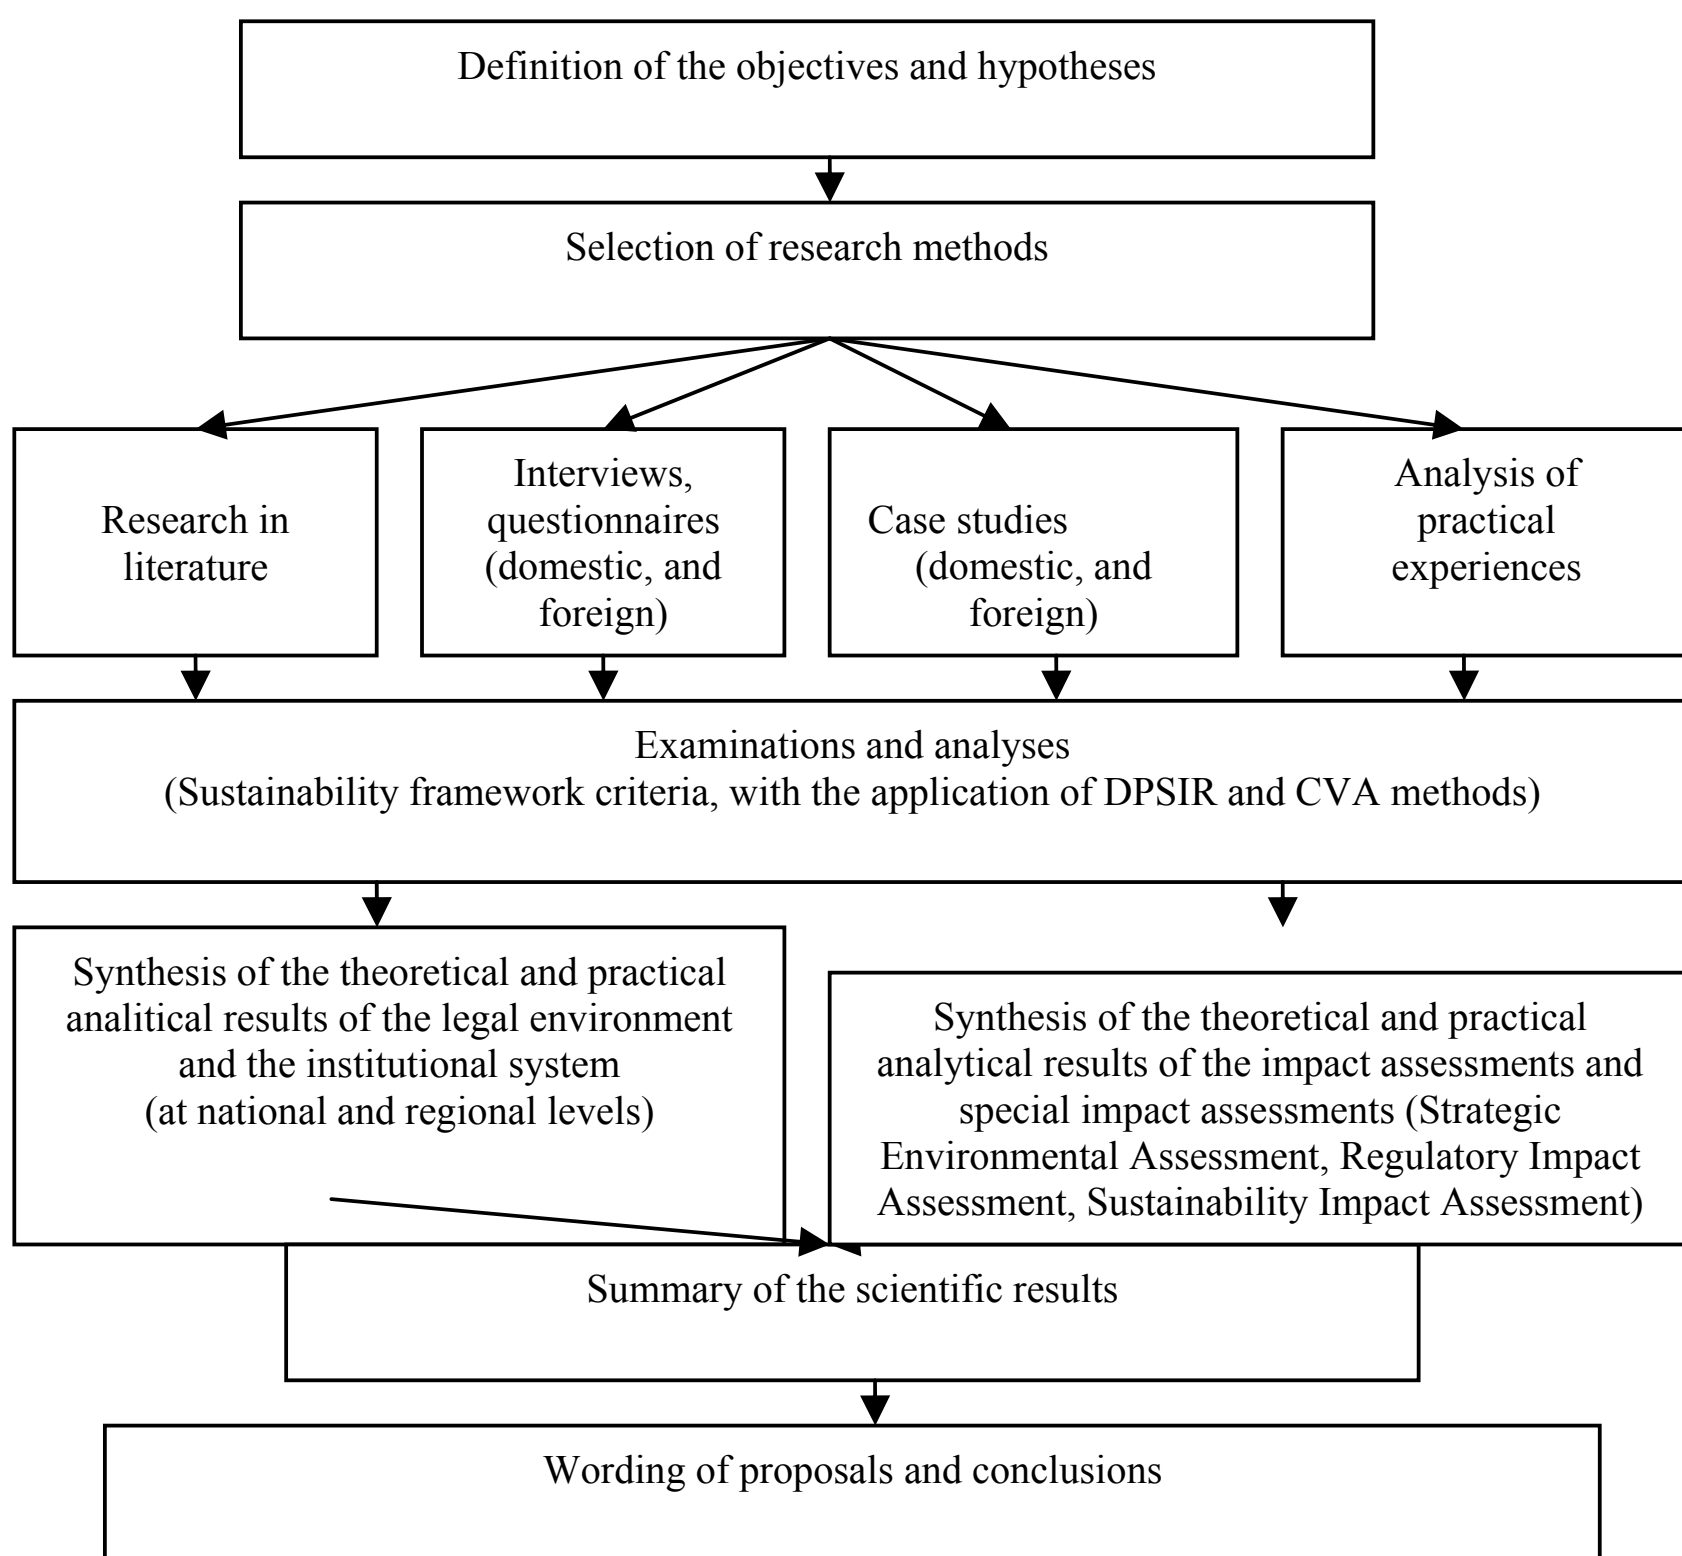 Definition of the objectives and hypotheses
Selection of research methods
Research in
literature
Interviews,
questionnaires
(domestic, and
foreign)
Case studies
(domestic, and
foreign)
Analysis of
practical
experiences
Examinations and analyses
(Sustainability framework criteria, with the application of DPSIR and CVA methods)
Synthesis of the theoretical and practical
analitical results of the legal environment
and the institutional system
(at national and regional levels)
Synthesis of the theoretical and practical
analytical results of the impact assessments and
special impact assessments (Strategic
Environmental Assessment, Regulatory Impact
Assessment, Sustainability Impact Assessment)
Summary of the scientific results
Wording of proposals and conclusions